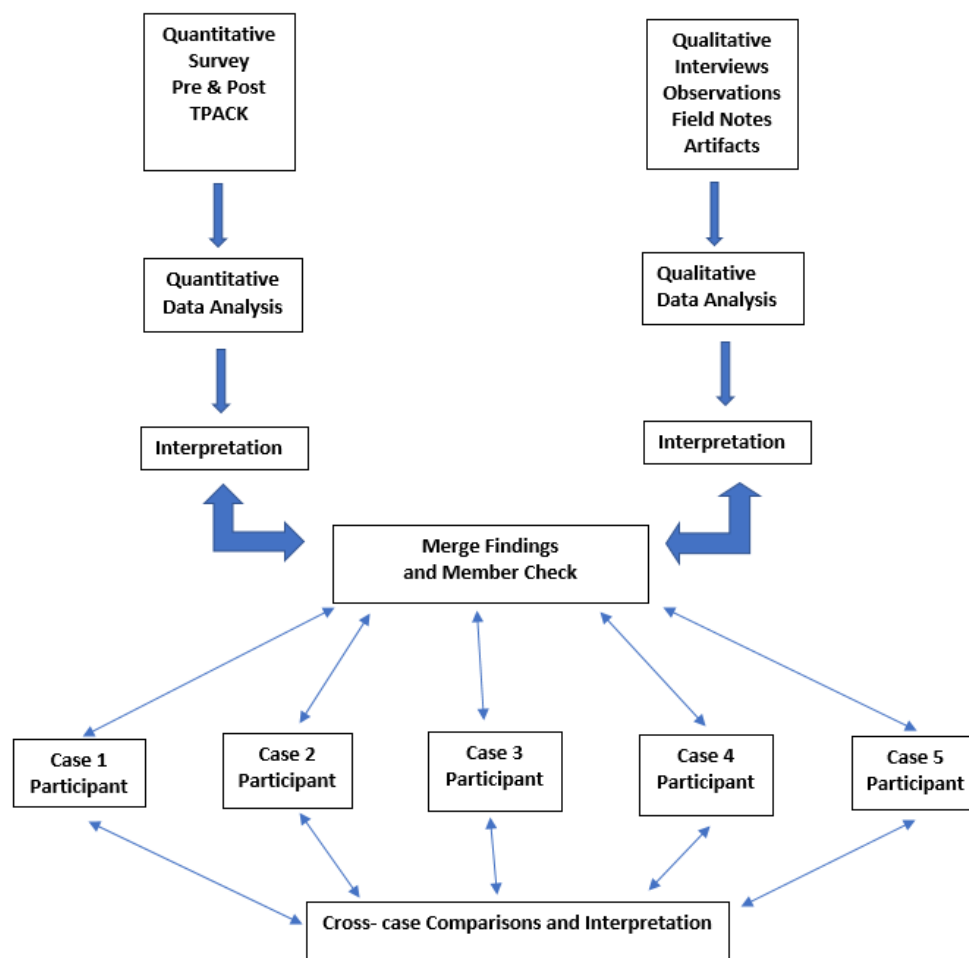 Quantitative
Survey
Pre & Post
TPACK
Qualitative
Interviews
Observations
Field Notes
Artifacts
Quantitative
Data Analysis
Qualitative
Data Analysis
Interpretation
Interpretation
Merge Findings
and Member Check
Case 1
Participant
Case 2
Participant
Case 3
Participant
Case 4
Participant
Case 5
Participant
Cross- case Comparisons and Interpretation